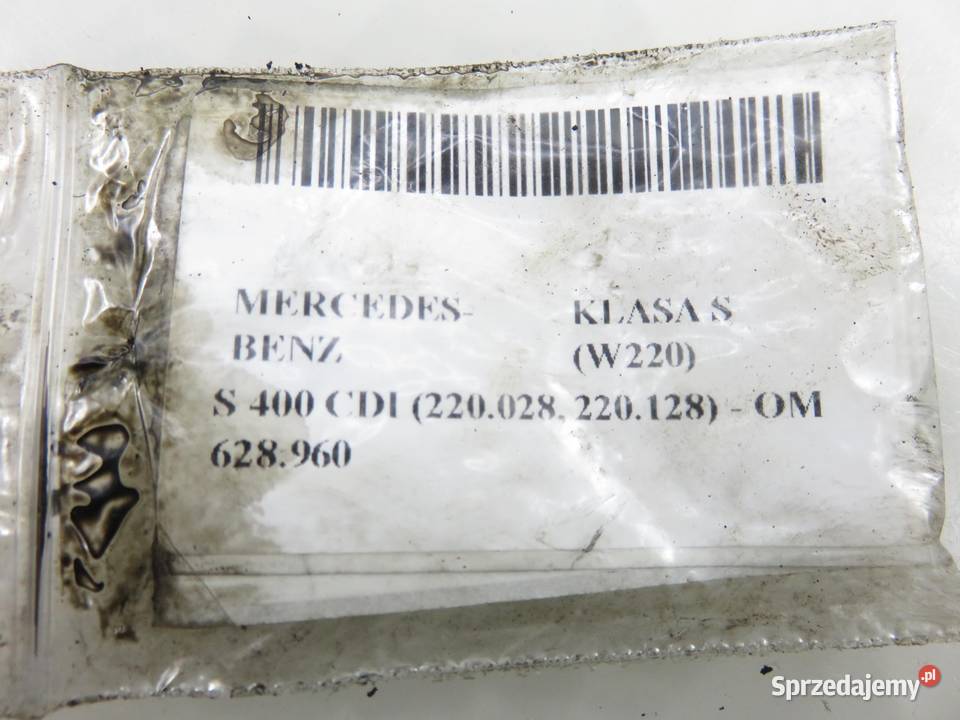 MERCEDES- KLASA S
BENZ (W220)
S 400 CDI (220.028, 220.128) - OM
628.960
Sprzedajemy.pl